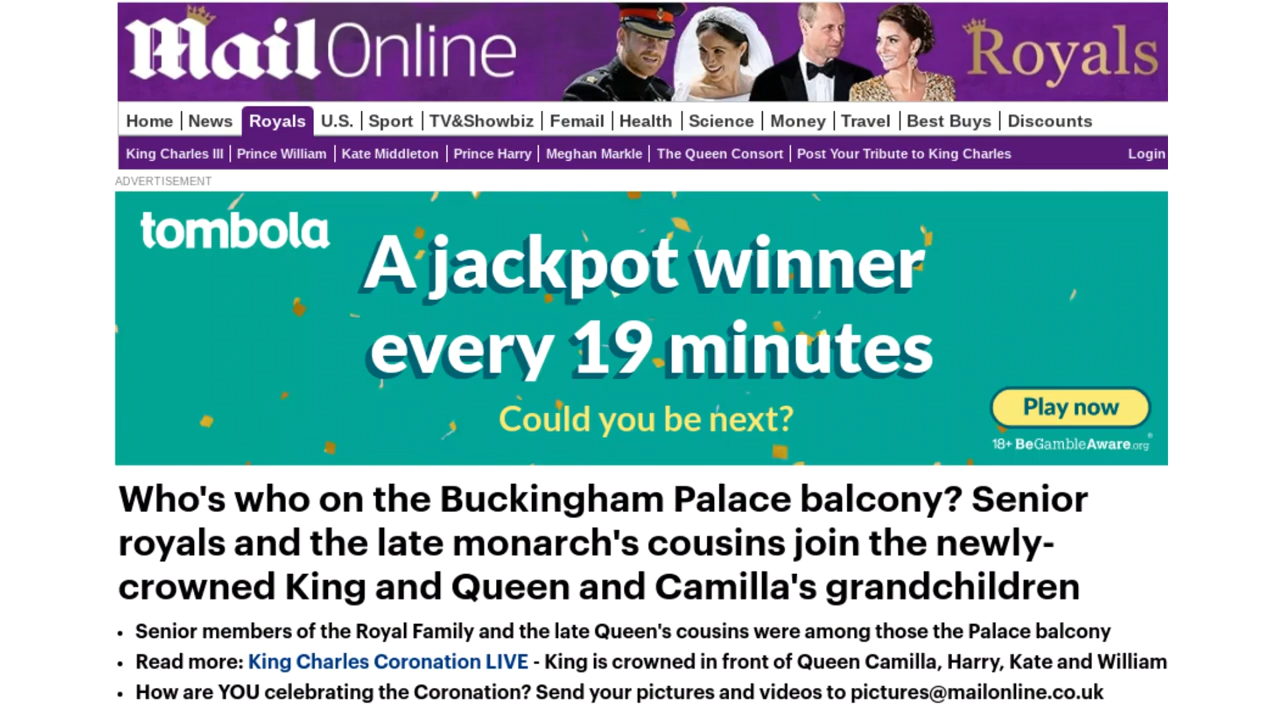 Mail Online
Royals
Home News Royals U.S. Sport TV&Showbiz Femail Health Science Money Travel Best Buys Discounts
King Charles III Prince William Kate Middleton Prince Harry Meghan Markle The Queen Consort Post Your Tribute to King Charles Login
ADVERTISEMENT
tombola
A jackpot winner
every 19 minutes
Could you be next?
Play now
18+ BeGambleAware.org®
Who's who on the Buckingham Palace balcony? Senior
royals and the late monarch's cousins join the newly-
crowned King and Queen and Camilla's grandchildren
• Senior members of the Royal Family and the late Queen's cousins were among those the Palace balcony
• Read more: King Charles Coronation LIVE - King is crowned in front of Queen Camilla, Harry, Kate and William
• How are YOU celebrating the Coronation? Send your pictures and videos to pictures@mailonline.co.uk